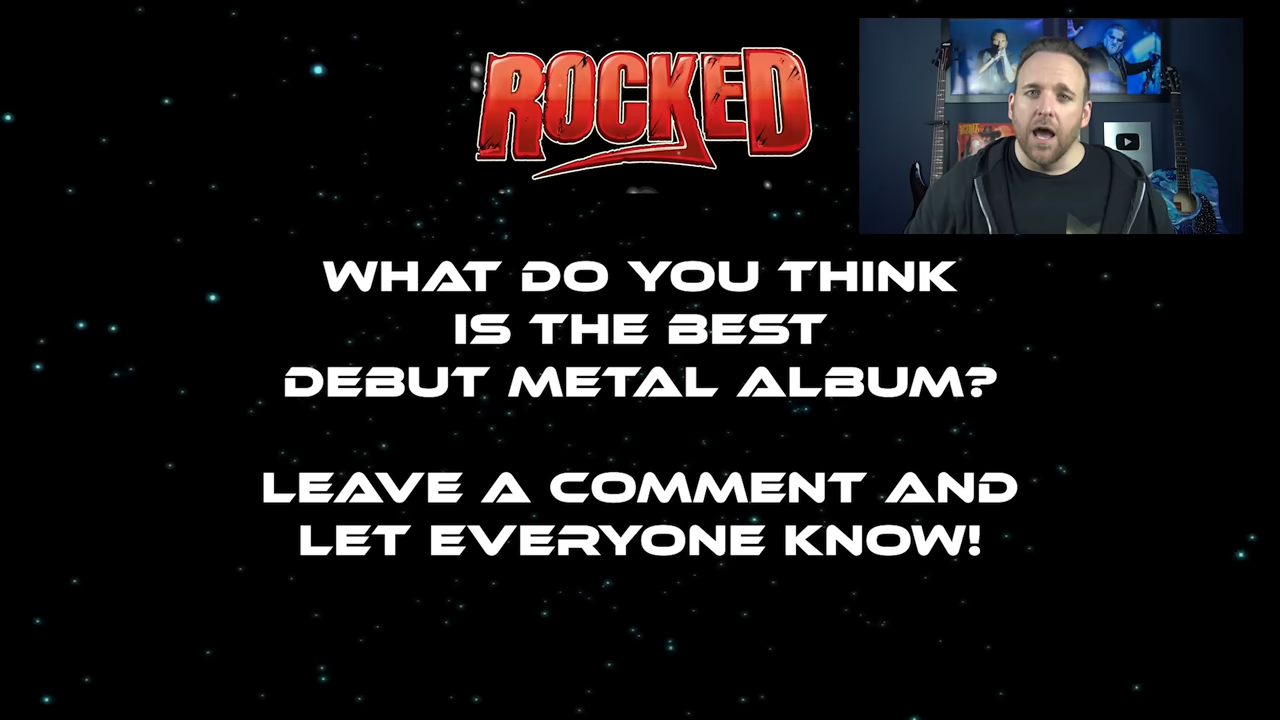 ROCKED
WHAT DO YOU THINK
IS THE BEST
DEBUT METAL ALBUM?
LEAVE A COMMENT AND
LET EVERYONE KNOW!